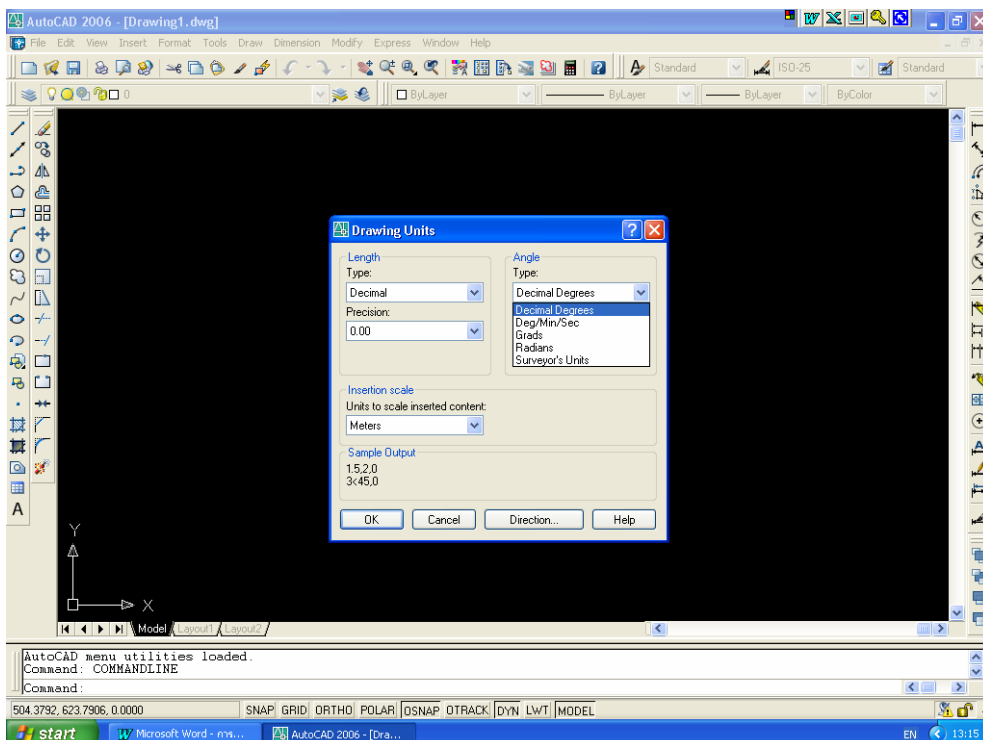 AutoCAD 2006 - [Drawing1.dwg]
File Edit View Insert Format Tools Draw Dimension Modify Express Window Help
Standard ISO-25 Standard
0 ByLayer ByLayer ByLayer ByColor
Drawing Units
Length
Type:
Decimal
Precision:
0.00
Angle
Type:
Decimal Degrees
Decimal Degrees
Deg/Min/Sec
Grads
Radians
Surveyor's Units
Insertion scale
Units to scale inserted content:
Meters
Sample Output
1.5,2,0
3<45,0
OK Cancel Direction... Help
A
Y
X
Model Layout1 Layout2
AutoCAD menu utilities loaded.
Command: COMMANDLINE
Command:
504.3792, 623.7906, 0.0000 SNAP GRID ORTHO POLAR OSNAP OTRACK DYN LWT MODEL
start Microsoft Word - การ... AutoCAD 2006 - [Dra... EN 13:15